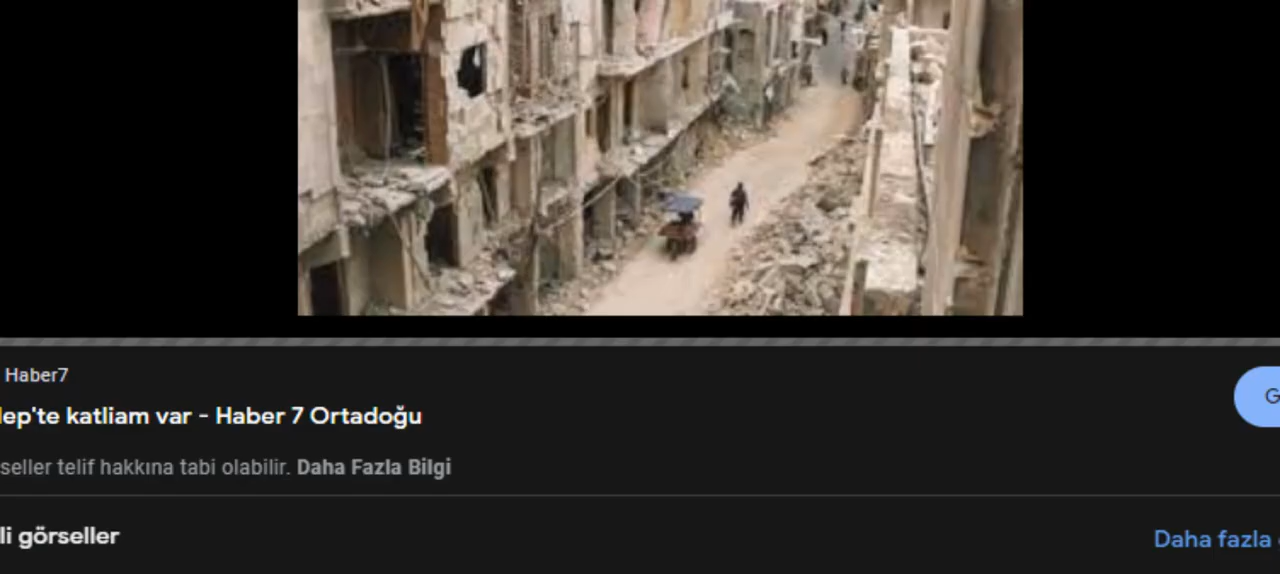 Haber7
G
lep'te katliam var - Haber 7 Ortadoğu
seller telif hakkına tabi olabilir. Daha Fazla Bilgi
li görseller
Daha fazla